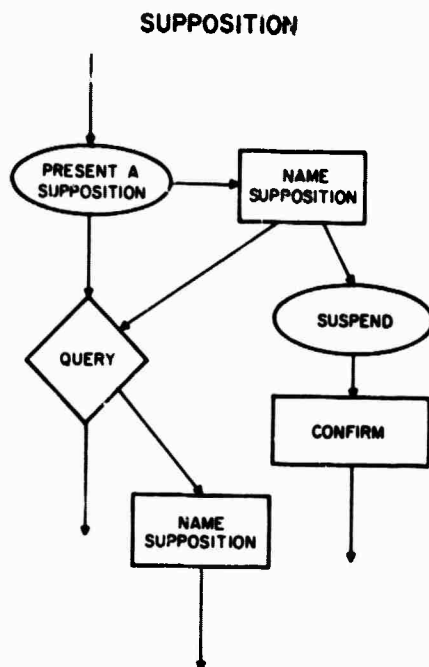 SUPPOSITION
PRESENT A
SUPPOSITION
NAME
SUPPOSITION
QUERY
SUSPEND
CONFIRM
NAME
SUPPOSITION